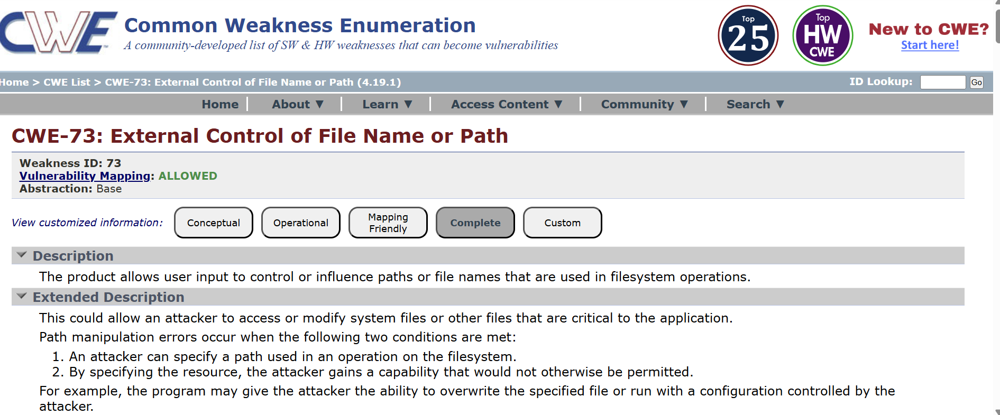 CWE
Common Weakness Enumeration
A community-developed list of SW & HW weaknesses that can become vulnerabilities
Top
25
Top
HW
CWE
New to CWE?
Start here!
Home > CWE List > CWE-73: External Control of File Name or Path (4.19.1)
ID Lookup:
Go
Home
About ▼
Learn ▼
Access Content ▼
Community ▼
Search ▼
CWE-73: External Control of File Name or Path
Weakness ID: 73
Vulnerability Mapping: ALLOWED
Abstraction: Base
View customized information:
Conceptual
Operational
Mapping
Friendly
Complete
Custom
Description
The product allows user input to control or influence paths or file names that are used in filesystem operations.
Extended Description
This could allow an attacker to access or modify system files or other files that are critical to the application.
Path manipulation errors occur when the following two conditions are met:
1. An attacker can specify a path used in an operation on the filesystem.
2. By specifying the resource, the attacker gains a capability that would not otherwise be permitted.
For example, the program may give the attacker the ability to overwrite the specified file or run with a configuration controlled by the
attacker.